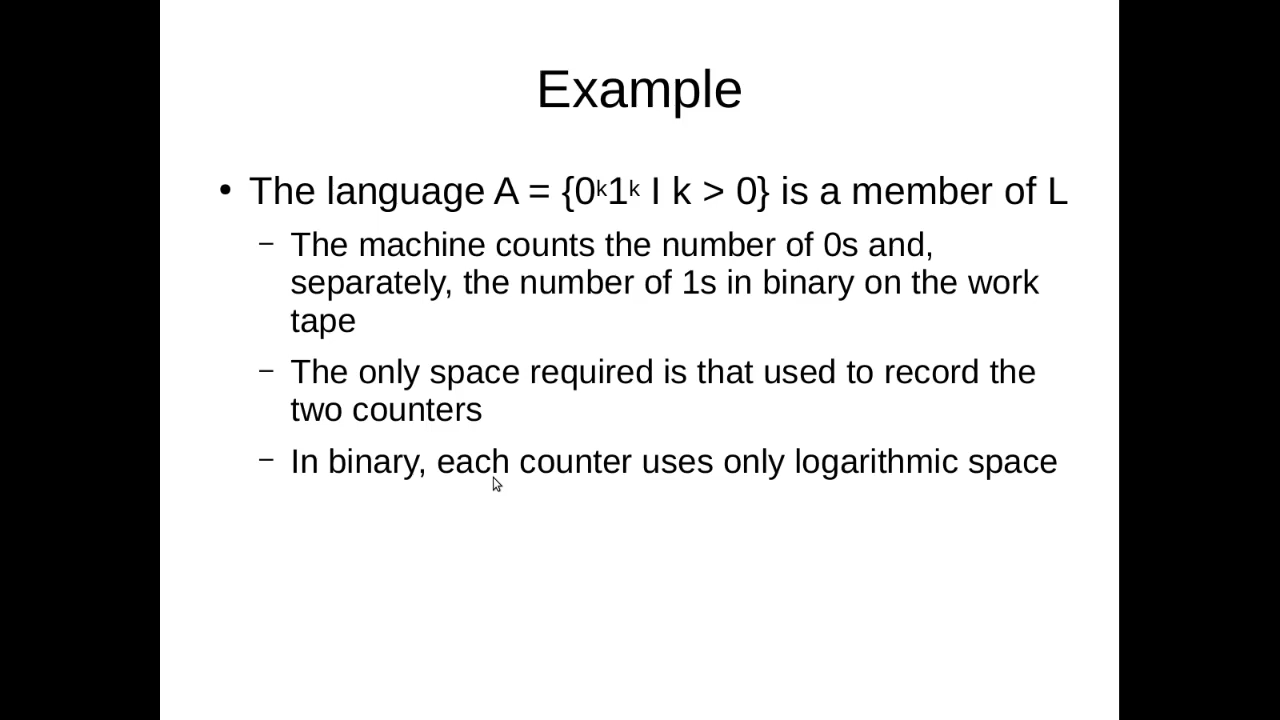 Example
• The language A = {0ᵏ1ᵏ I k > 0} is a member of L
– The machine counts the number of 0s and,
separately, the number of 1s in binary on the work
tape
– The only space required is that used to record the
two counters
– In binary, each counter uses only logarithmic space